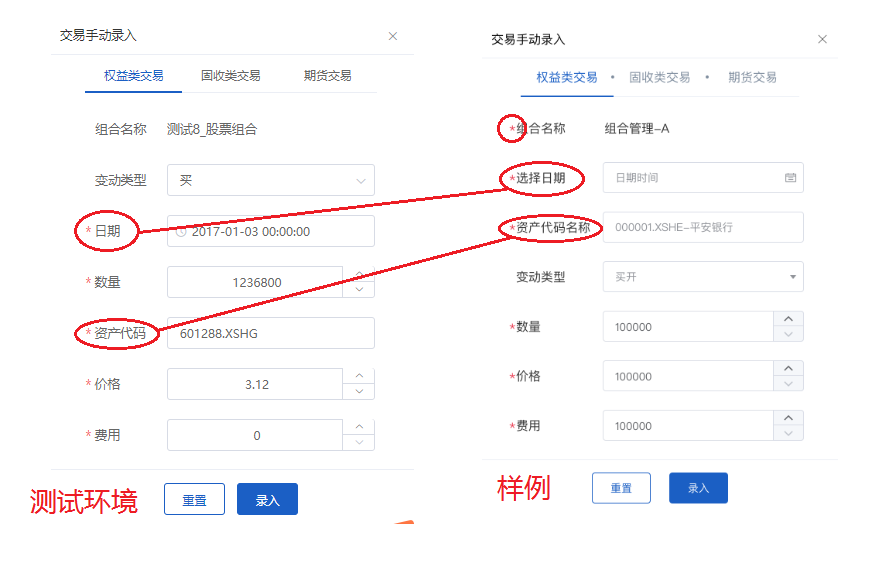 交易手动录入
权益类交易 固收类交易 期货交易
组合名称 测试8_股票组合
变动类型 买
* 日期 2017-01-03 00:00:00
* 数量 1236800
* 资产代码 601288.XSHG
* 价格 3.12
* 费用 0
重置 录入
测试环境
交易手动录入
权益类交易 • 固收类交易 • 期货交易
*组合名称 组合管理-A
*选择日期 日期时间
*资产代码名称 000001.XSHE-平安银行
变动类型 买开
*数量 100000
*价格 100000
*费用 100000
样例
重置 录入